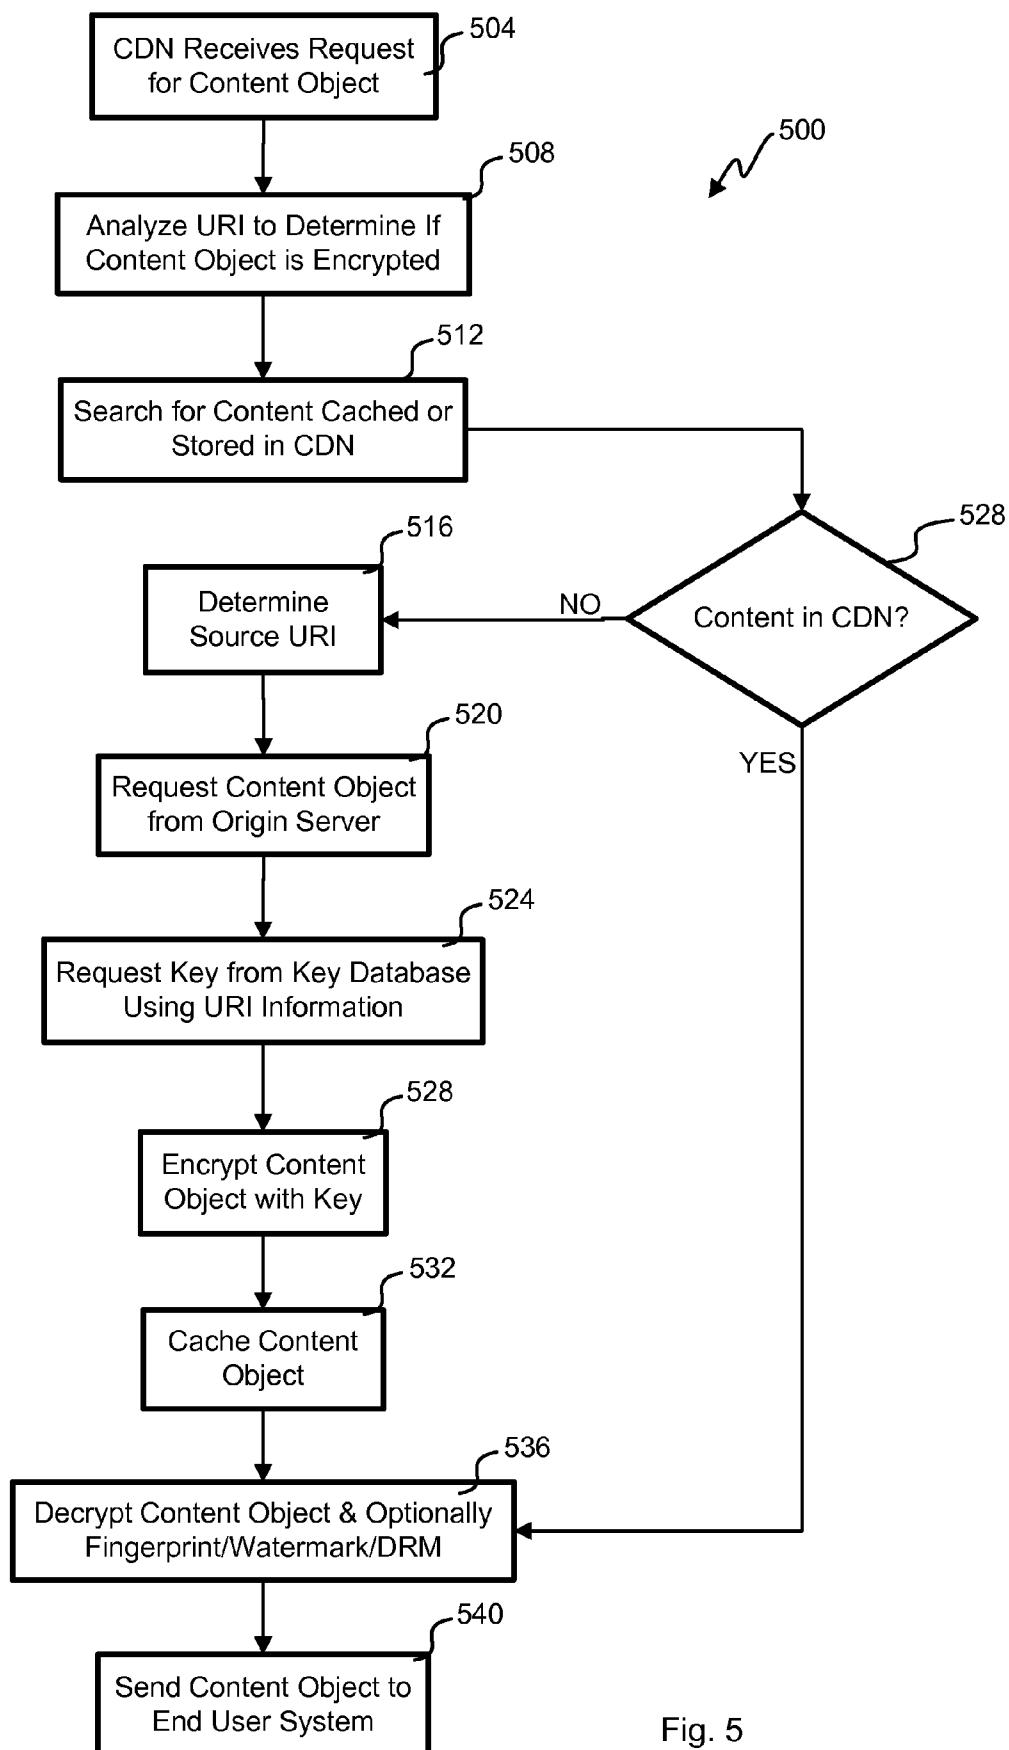 CDN Receives Request
for Content Object
504
500
508
Analyze URI to Determine If
Content Object is Encrypted
512
Search for Content Cached or
Stored in CDN
528
Content in CDN?
NO
YES
516
Determine
Source URI
520
Request Content Object
from Origin Server
524
Request Key from Key Database
Using URI Information
528
Encrypt Content
Object with Key
532
Cache Content
Object
536
Decrypt Content Object & Optionally
Fingerprint/Watermark/DRM
540
Send Content Object to
End User System
Fig. 5